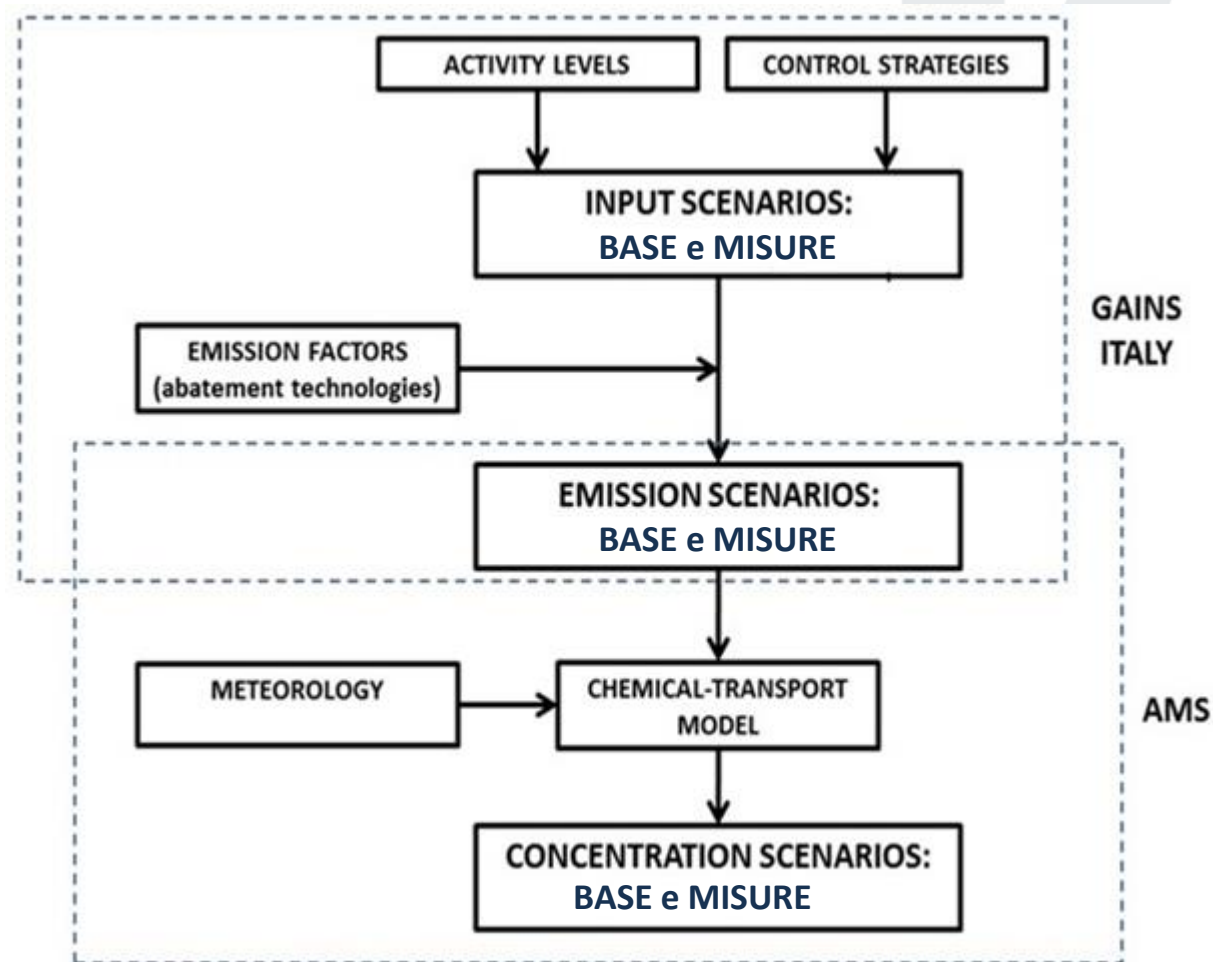 ACTIVITY LEVELS
CONTROL STRATEGIES
INPUT SCENARIOS:
BASE e MISURE
GAINS
ITALY
EMISSION FACTORS
(abatement technologies)
EMISSION SCENARIOS:
BASE e MISURE
METEOROLOGY
CHEMICAL-TRANSPORT
MODEL
AMS
CONCENTRATION SCENARIOS:
BASE e MISURE